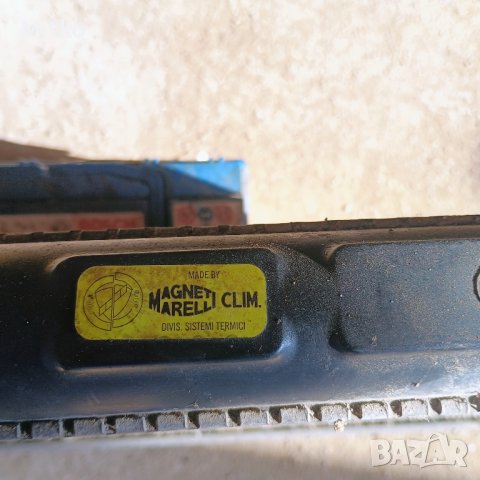 MADE BY
MAGNETI
MARELLI CLIM.
DIVIS. SISTEMI TERMICI
BAZAR